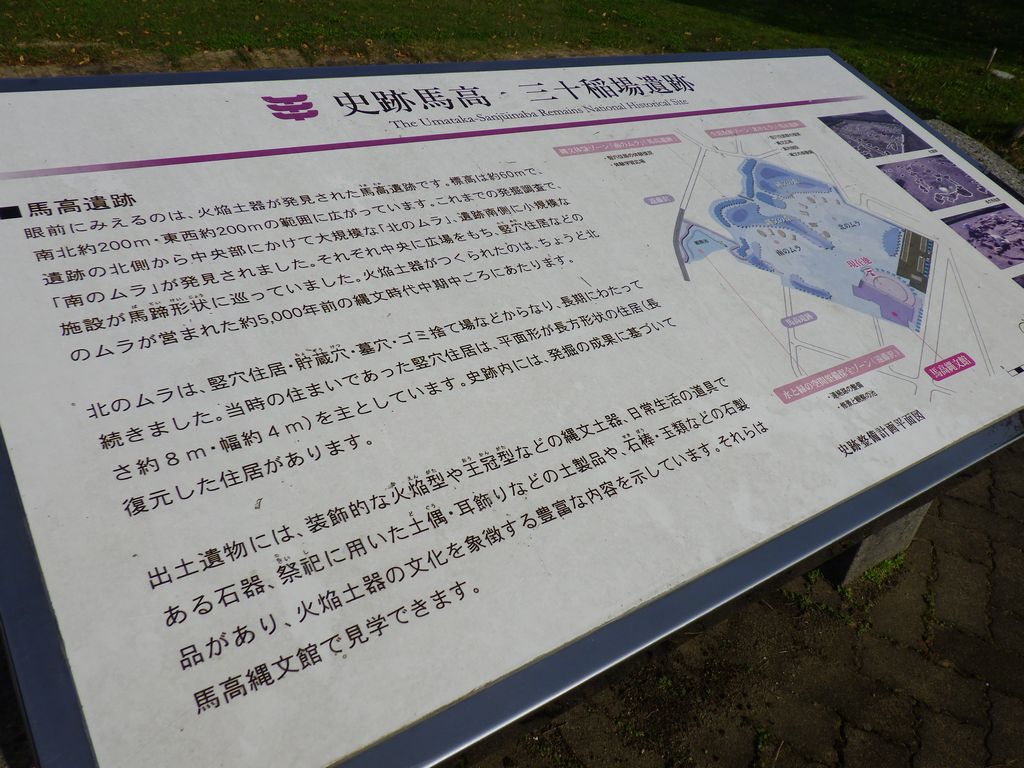 史跡馬高・三十稲場遺跡
The Umataka-Sanjuinaba Remains National Historical Site
■馬高遺跡
眼前にみえるのは、火焔土器が発見された馬高遺跡です。標高は約60mで、
南北約200m・東西約200mの範囲に広がっています。これまでの発掘調査で、
遺跡の北側から中央部にかけて大規模な「北のムラ」、遺跡南側に小規模な
「南のムラ」が発見されました。それぞれ中央に広場をもち、竪穴住居などの
施設が馬蹄形状に巡っていました。火焔土器がつくられたのは、ちょうど北
のムラが営まれた約5,000年前の縄文時代中期中ごろにあたります。
北のムラは、竪穴住居・貯蔵穴・墓穴・ゴミ捨て場などからなり、長期にわたって
続きました。当時の住まいであった竪穴住居は、平面形が長方形状の住居（長
さ約８ｍ・幅約４ｍ）を主としています。史跡内には、発掘の成果に基づいて
復元した住居があります。
出土遺物には、装飾的な火焔型や王冠型などの縄文土器、日常生活の道具で
ある石器、祭祀に用いた土偶・耳飾りなどの土製品や、石棒・玉類などの石製
品があり、火焔土器の文化を象徴する豊富な内容を示しています。それらは
馬高縄文館で見学できます。
北のムラ
南のムラ
現在地
馬高遺跡
馬高縄文館
史跡整備計画平面図